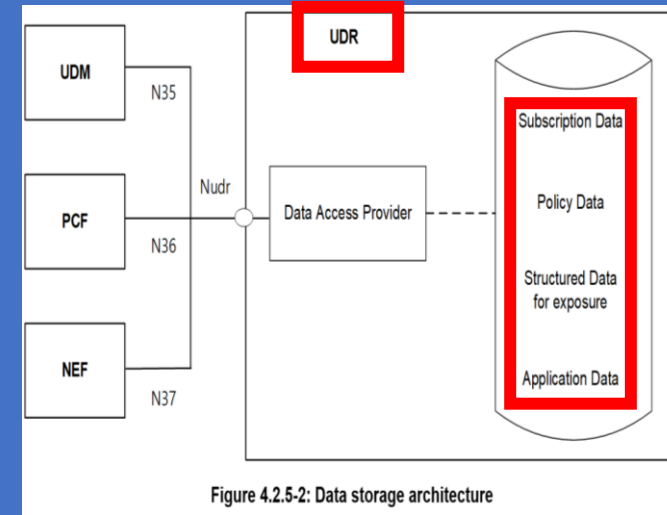 UDR
UDM
N35
Subscription Data
Nudr
Data Access Provider
Policy Data
PCF
N36
Structured Data
for exposure
NEF
N37
Application Data
Figure 4.2.5-2: Data storage architecture